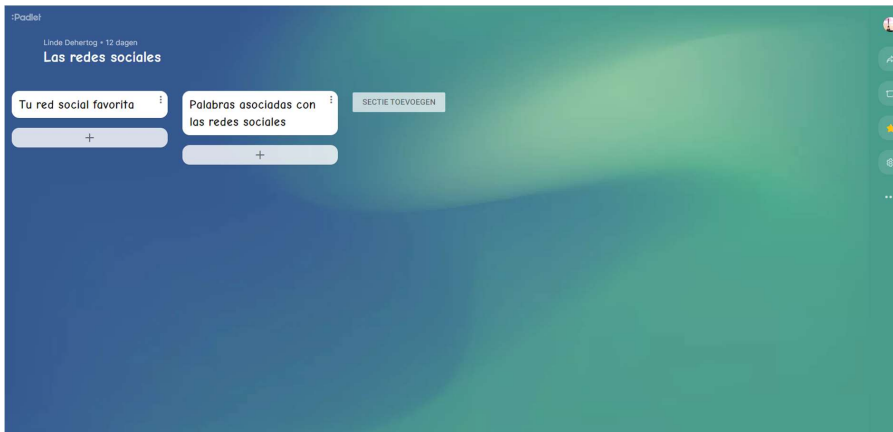 :Padlet
Linde Dehertog • 12 dagen
Las redes sociales
Tu red social favorita
Palabras asociadas con
las redes sociales
SECTIE TOEVOEGEN